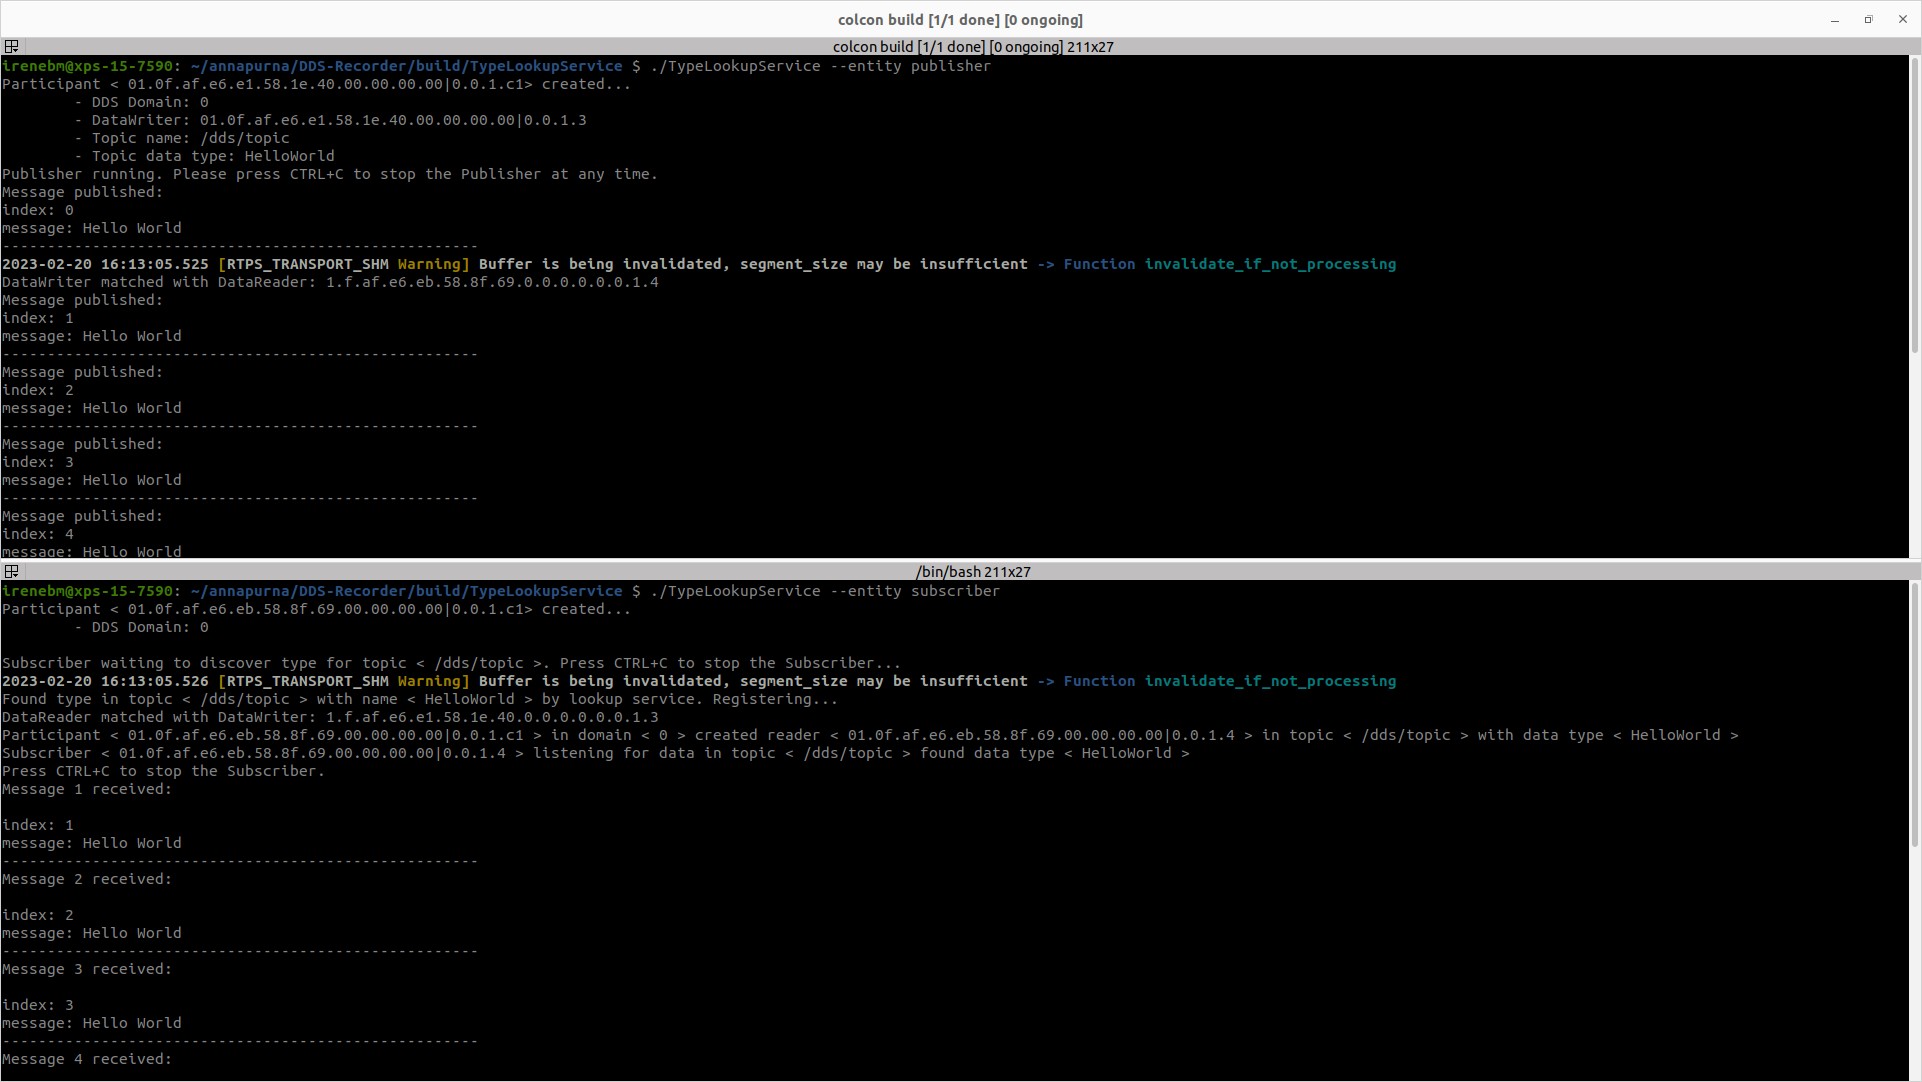 colcon build [1/1 done] [0 ongoing]
colcon build [1/1 done] [0 ongoing] 211x27
irenebm@xps-15-7590: ~/annapurna/DDS-Recorder/build/TypeLookupService $ ./TypeLookupService --entity publisher
Participant < 01.0f.af.e6.e1.58.1e.40.00.00.00.00|0.0.1.c1> created...
        - DDS Domain: 0
        - DataWriter: 01.0f.af.e6.e1.58.1e.40.00.00.00.00|0.0.1.3
        - Topic name: /dds/topic
        - Topic data type: HelloWorld
Publisher running. Please press CTRL+C to stop the Publisher at any time.
Message published:
index: 0
message: Hello World
-----------------------------------------------------
2023-02-20 16:13:05.525 [RTPS_TRANSPORT_SHM Warning] Buffer is being invalidated, segment_size may be insufficient -> Function invalidate_if_not_processing
DataWriter matched with DataReader: 1.f.af.e6.eb.58.8f.69.0.0.0.0.0.0.1.4
Message published:
index: 1
message: Hello World
-----------------------------------------------------
Message published:
index: 2
message: Hello World
-----------------------------------------------------
Message published:
index: 3
message: Hello World
-----------------------------------------------------
Message published:
index: 4
message: Hello World
/bin/bash 211x27
irenebm@xps-15-7590: ~/annapurna/DDS-Recorder/build/TypeLookupService $ ./TypeLookupService --entity subscriber
Participant < 01.0f.af.e6.eb.58.8f.69.00.00.00.00|0.0.1.c1> created...
        - DDS Domain: 0
Subscriber waiting to discover type for topic < /dds/topic >. Press CTRL+C to stop the Subscriber...
2023-02-20 16:13:05.526 [RTPS_TRANSPORT_SHM Warning] Buffer is being invalidated, segment_size may be insufficient -> Function invalidate_if_not_processing
Found type in topic < /dds/topic > with name < HelloWorld > by lookup service. Registering...
DataReader matched with DataWriter: 1.f.af.e6.e1.58.1e.40.0.0.0.0.0.0.1.3
Participant < 01.0f.af.e6.eb.58.8f.69.00.00.00.00|0.0.1.c1 > in domain < 0 > created reader < 01.0f.af.e6.eb.58.8f.69.00.00.00.00|0.0.1.4 > in topic < /dds/topic > with data type < HelloWorld >
Subscriber < 01.0f.af.e6.eb.58.8f.69.00.00.00.00|0.0.1.4 > listening for data in topic < /dds/topic > found data type < HelloWorld >
Press CTRL+C to stop the Subscriber.
Message 1 received:
index: 1
message: Hello World
-----------------------------------------------------
Message 2 received:
index: 2
message: Hello World
-----------------------------------------------------
Message 3 received:
index: 3
message: Hello World
-----------------------------------------------------
Message 4 received: